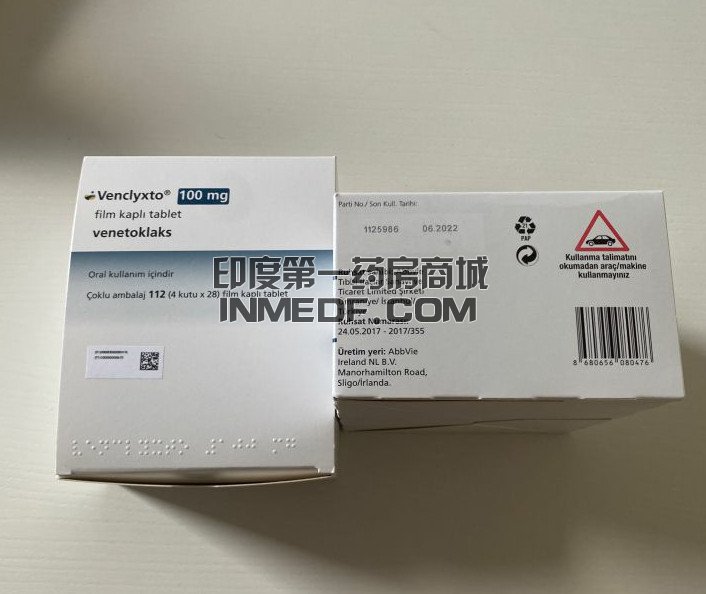 Venclyxto® 100 mg
film kaplı tablet
venetoklaks
Oral kullanım içindir
Çoklu ambalaj 112 (4 kutu x 28) film kaplı tablet
Parti No./ Son Kull. Tarihi:
1125986 06.2022
21
PAP
Kullanma talimatını
okumadan araç/makine
kullanmayınız
Ticaret Limited Şirketi
Ruhsat Numarası:
24.05.2017 - 2017/355
Üretim yeri: AbbVie
Ireland NL B.V.
Manorhamilton Road,
Sligo/İrlanda.
8 680656 080476
印度第一药房商城
INMEDF.COM